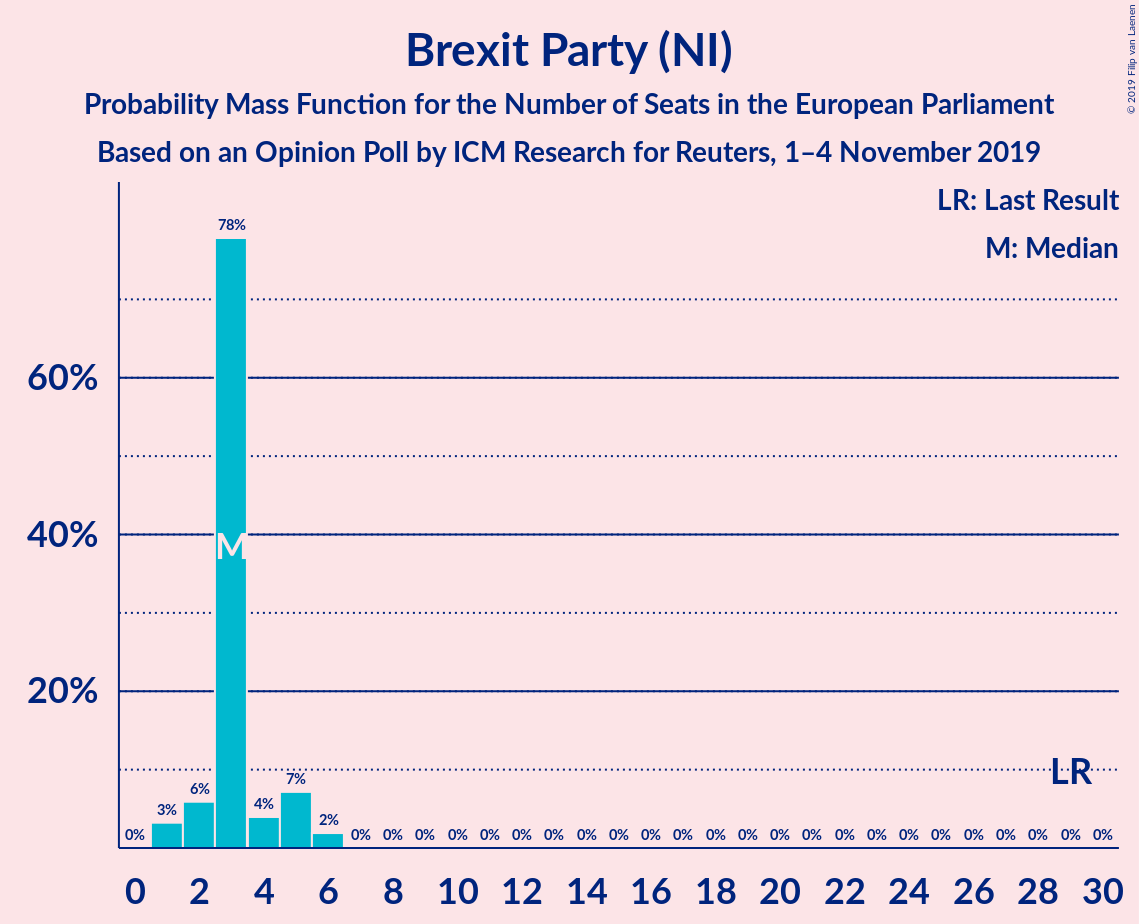 Brexit Party (NI)
Probability Mass Function for the Number of Seats in the European Parliament
Based on an Opinion Poll by ICM Research for Reuters, 1–4 November 2019
© 2019 Filip van Laenen
LR: Last Result
M: Median
78%
60%
40%
M
20%
LR
0% 3% 6% 4% 7% 2% 0% 0% 0% 0% 0% 0% 0% 0% 0% 0% 0% 0% 0% 0% 0% 0% 0% 0% 0% 0% 0% 0% 0% 0%
0 2 4 6 8 10 12 14 16 18 20 22 24 26 28 30